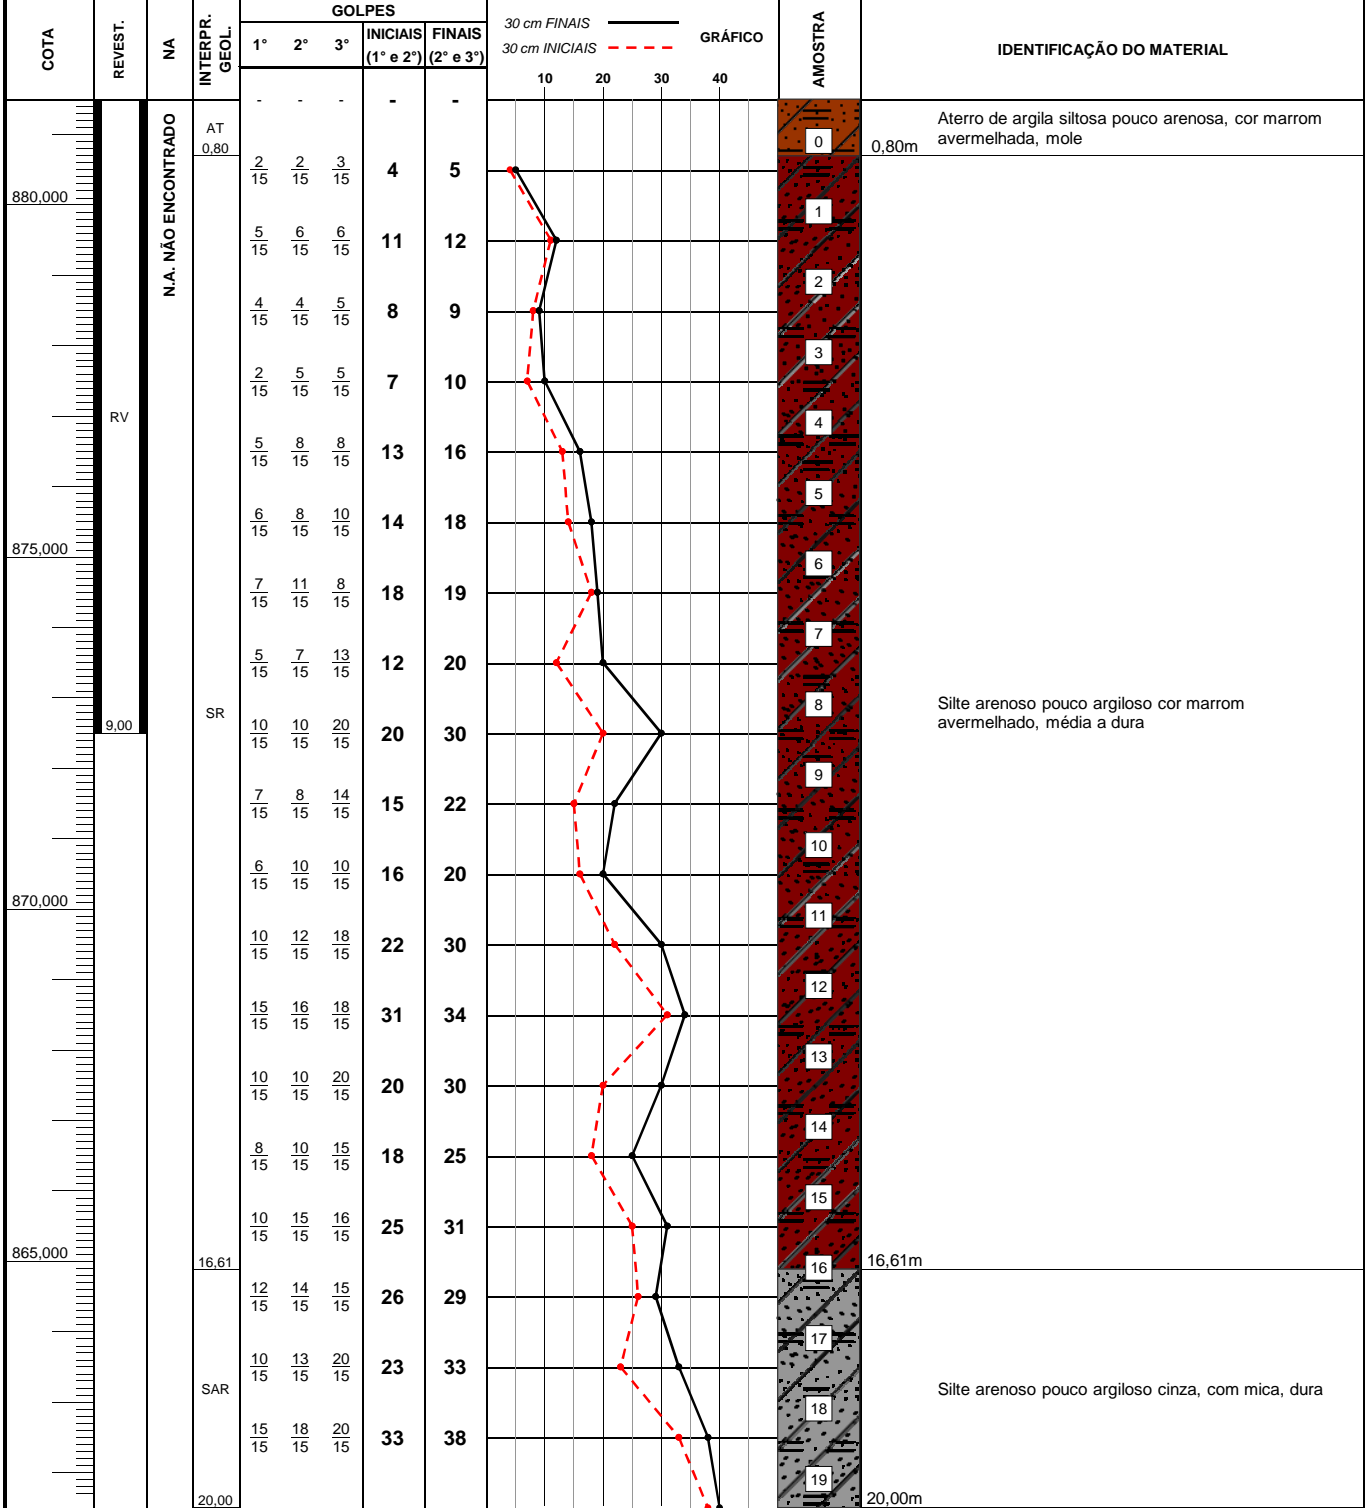 COTA
REVEST.
NA
INTERPR. GEOL.
GOLPES
1° 2° 3° INICIAIS (1° e 2°) FINAIS (2° e 3°)
30 cm FINAIS
30 cm INICIAIS
GRÁFICO
10 20 30 40
AMOSTRA
IDENTIFICAÇÃO DO MATERIAL
N.A. NÃO ENCONTRADO
- - - - -
AT
0,80
0
0,80m
Aterro de argila siltosa pouco arenosa, cor marrom
avermelhada, mole
2/15 2/15 3/15 4 5
880,000
1
5/15 6/15 6/15 11 12
2
4/15 4/15 5/15 8 9
3
2/15 5/15 5/15 7 10
RV
4
5/15 8/15 8/15 13 16
5
6/15 8/15 10/15 14 18
875,000
6
7/15 11/15 8/15 18 19
7
5/15 7/15 13/15 12 20
SR
8
Silte arenoso pouco argiloso cor marrom
avermelhado, média a dura
9,00
10/15 10/15 20/15 20 30
9
7/15 8/15 14/15 15 22
10
6/15 10/15 10/15 16 20
870,000
11
10/15 12/15 18/15 22 30
12
15/15 16/15 18/15 31 34
13
10/15 10/15 20/15 20 30
14
8/15 10/15 15/15 18 25
15
10/15 15/15 16/15 25 31
865,000
16,61
16
16,61m
12/15 14/15 15/15 26 29
17
10/15 13/15 20/15 23 33
SAR
Silte arenoso pouco argiloso cinza, com mica, dura
18
15/15 18/15 20/15 33 38
19
20,00
20,00m